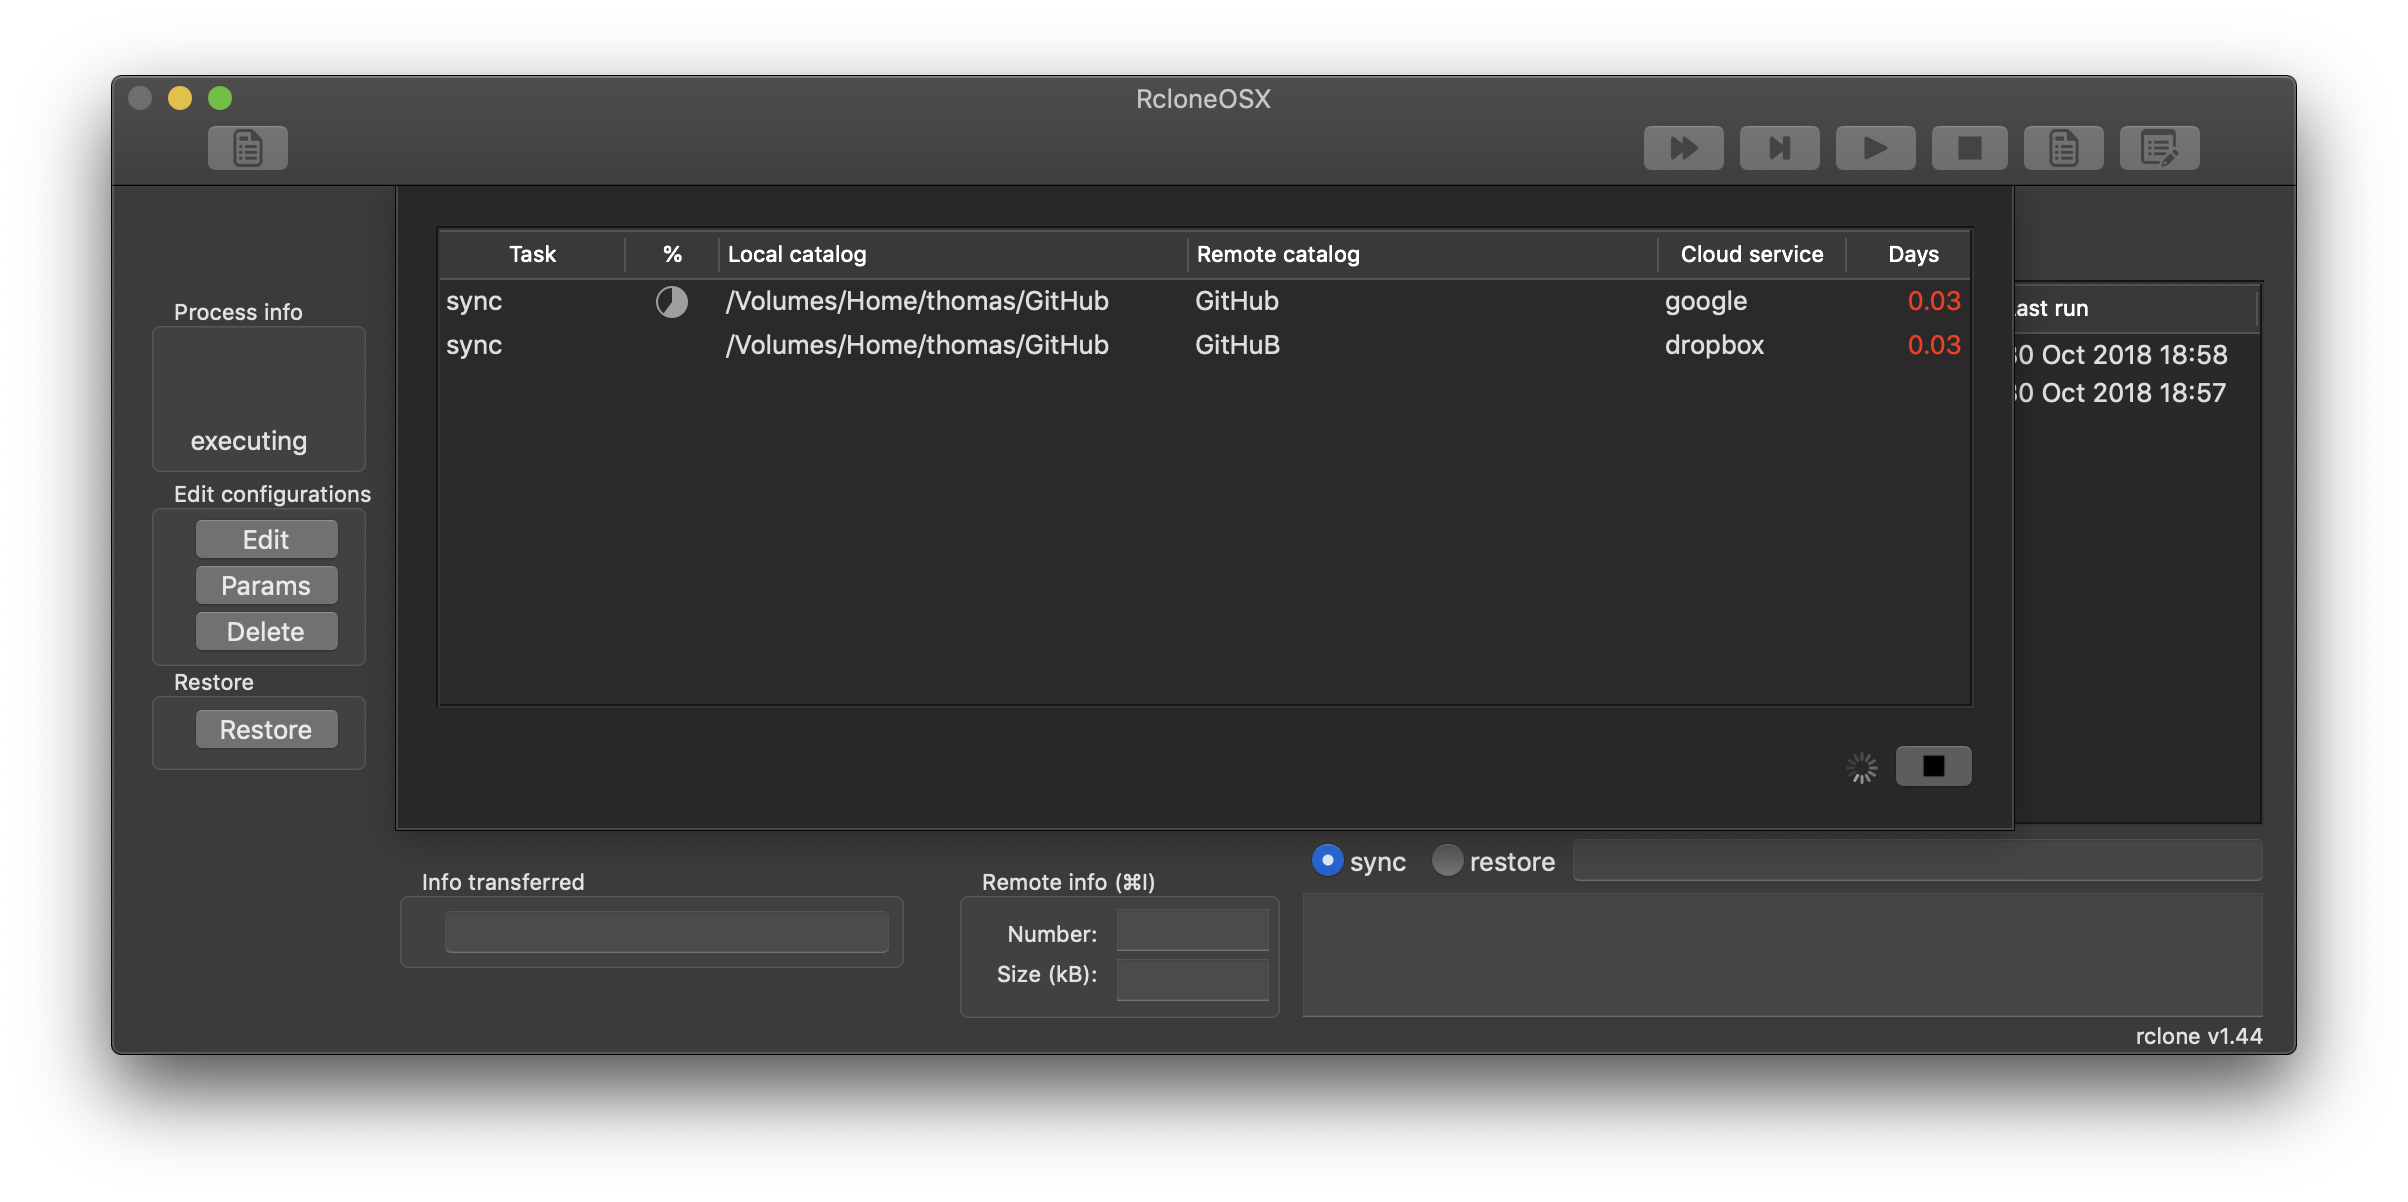 RcloneOSX
Task % Local catalog Remote catalog Cloud service Days
sync /Volumes/Home/thomas/GitHub GitHub google 0.03
sync /Volumes/Home/thomas/GitHub GitHuB dropbox 0.03
run
Oct 2018 18:58
Oct 2018 18:57
Process info
executing
Edit configurations
Edit
Params
Delete
Restore
Restore
sync restore
Info transferred
Remote info (⌘I)
Number:
Size (kB):
rclone v1.44